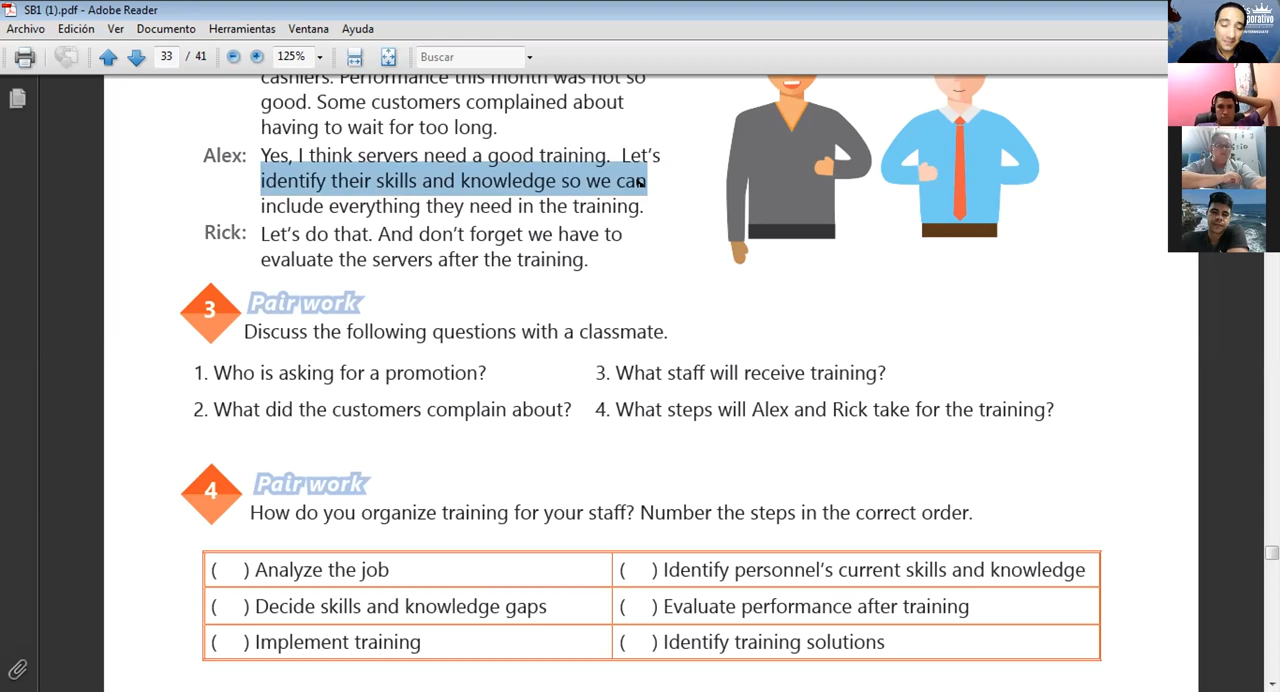 SB1 (1).pdf - Adobe Reader
Archivo Edición Ver Documento Herramientas Ventana Ayuda
33 / 41 125% Buscar
cashiers. Performance this month was not so
good. Some customers complained about
having to wait for too long.
Alex: Yes, I think servers need a good training. Let's
identify their skills and knowledge so we can
include everything they need in the training.
Rick: Let's do that. And don't forget we have to
evaluate the servers after the training.
3 Pair work
Discuss the following questions with a classmate.
1. Who is asking for a promotion? 3. What staff will receive training?
2. What did the customers complain about? 4. What steps will Alex and Rick take for the training?
4 Pair work
How do you organize training for your staff? Number the steps in the correct order.
( ) Analyze the job ( ) Identify personnel's current skills and knowledge
( ) Decide skills and knowledge gaps ( ) Evaluate performance after training
( ) Implement training ( ) Identify training solutions